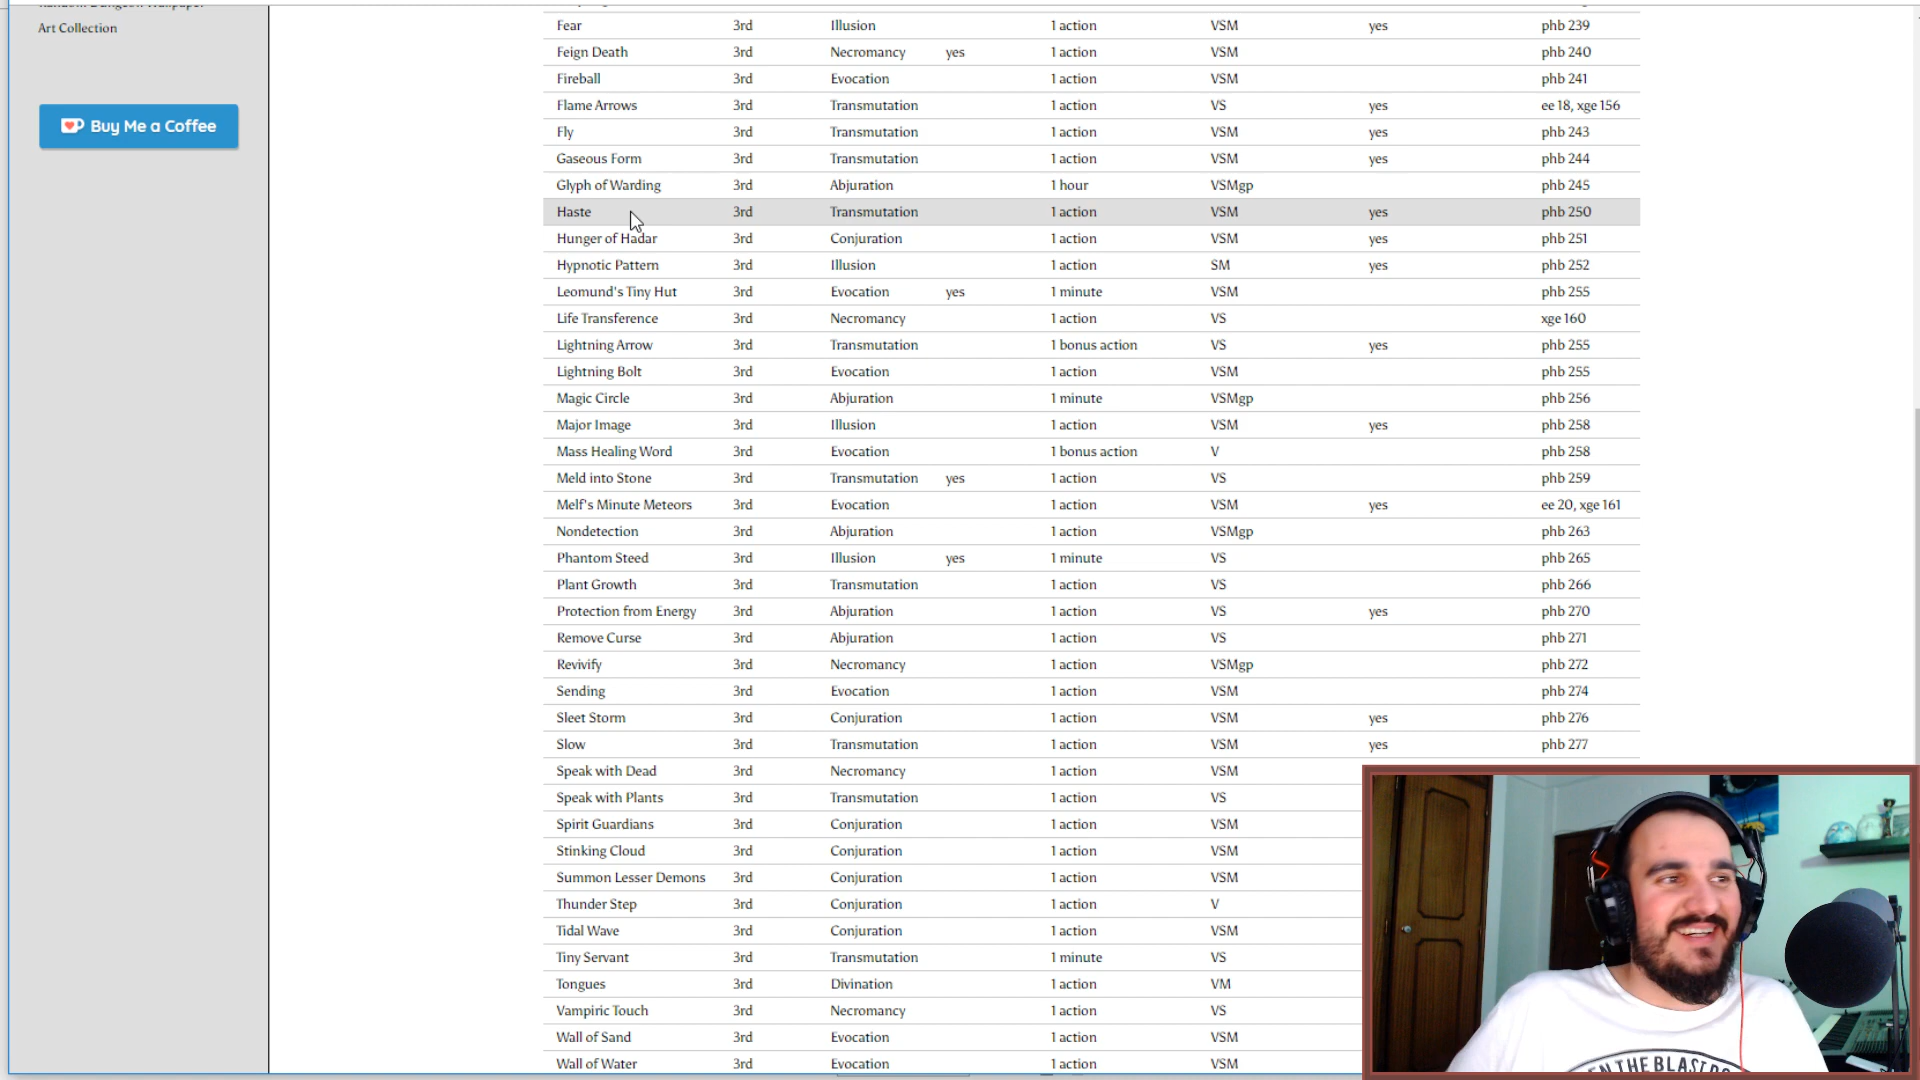 Art Collection
Buy Me a Coffee
Fear 3rd Illusion 1 action VSM yes phb 239
Feign Death 3rd Necromancy yes 1 action VSM phb 240
Fireball 3rd Evocation 1 action VSM phb 241
Flame Arrows 3rd Transmutation 1 action VS yes ee 18, xge 156
Fly 3rd Transmutation 1 action VSM yes phb 243
Gaseous Form 3rd Transmutation 1 action VSM yes phb 244
Glyph of Warding 3rd Abjuration 1 hour VSMgp phb 245
Haste 3rd Transmutation 1 action VSM yes phb 250
Hunger of Hadar 3rd Conjuration 1 action VSM yes phb 251
Hypnotic Pattern 3rd Illusion 1 action SM yes phb 252
Leomund's Tiny Hut 3rd Evocation yes 1 minute VSM phb 255
Life Transference 3rd Necromancy 1 action VS xge 160
Lightning Arrow 3rd Transmutation 1 bonus action VS yes phb 255
Lightning Bolt 3rd Evocation 1 action VSM phb 255
Magic Circle 3rd Abjuration 1 minute VSMgp phb 256
Major Image 3rd Illusion 1 action VSM yes phb 258
Mass Healing Word 3rd Evocation 1 bonus action V phb 258
Meld into Stone 3rd Transmutation yes 1 action VS phb 259
Melf's Minute Meteors 3rd Evocation 1 action VSM yes ee 20, xge 161
Nondetection 3rd Abjuration 1 action VSMgp phb 263
Phantom Steed 3rd Illusion yes 1 minute VS phb 265
Plant Growth 3rd Transmutation 1 action VS phb 266
Protection from Energy 3rd Abjuration 1 action VS yes phb 270
Remove Curse 3rd Abjuration 1 action VS phb 271
Revivify 3rd Necromancy 1 action VSMgp phb 272
Sending 3rd Evocation 1 action VSM phb 274
Sleet Storm 3rd Conjuration 1 action VSM yes phb 276
Slow 3rd Transmutation 1 action VSM yes phb 277
Speak with Dead 3rd Necromancy 1 action VSM
Speak with Plants 3rd Transmutation 1 action VS
Spirit Guardians 3rd Conjuration 1 action VSM
Stinking Cloud 3rd Conjuration 1 action VSM
Summon Lesser Demons 3rd Conjuration 1 action VSM
Thunder Step 3rd Conjuration 1 action V
Tidal Wave 3rd Conjuration 1 action VSM
Tiny Servant 3rd Transmutation 1 minute VS
Tongues 3rd Divination 1 action VM
Vampiric Touch 3rd Necromancy 1 action VS
Wall of Sand 3rd Evocation 1 action VSM
Wall of Water 3rd Evocation 1 action VSM
THE BLAST